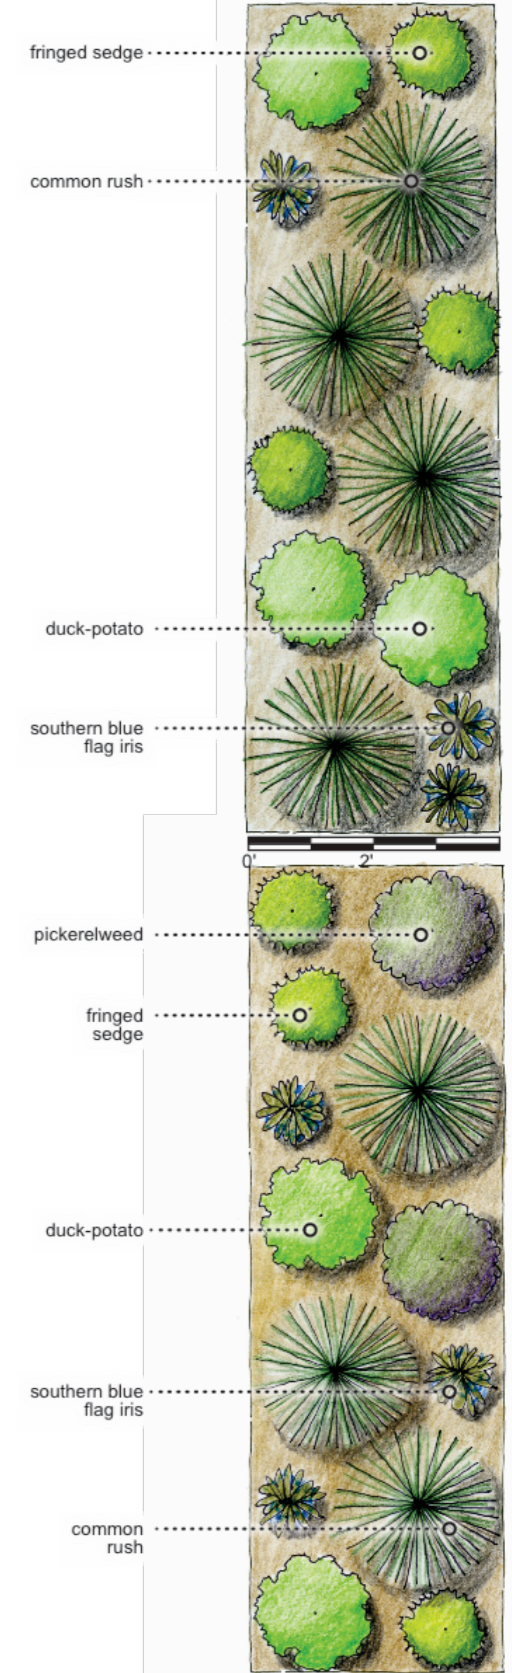 fringed sedge
common rush
duck-potato
southern blue
flag iris
0' 2'
pickerelweed
fringed
sedge
duck-potato
southern blue
flag iris
common
rush